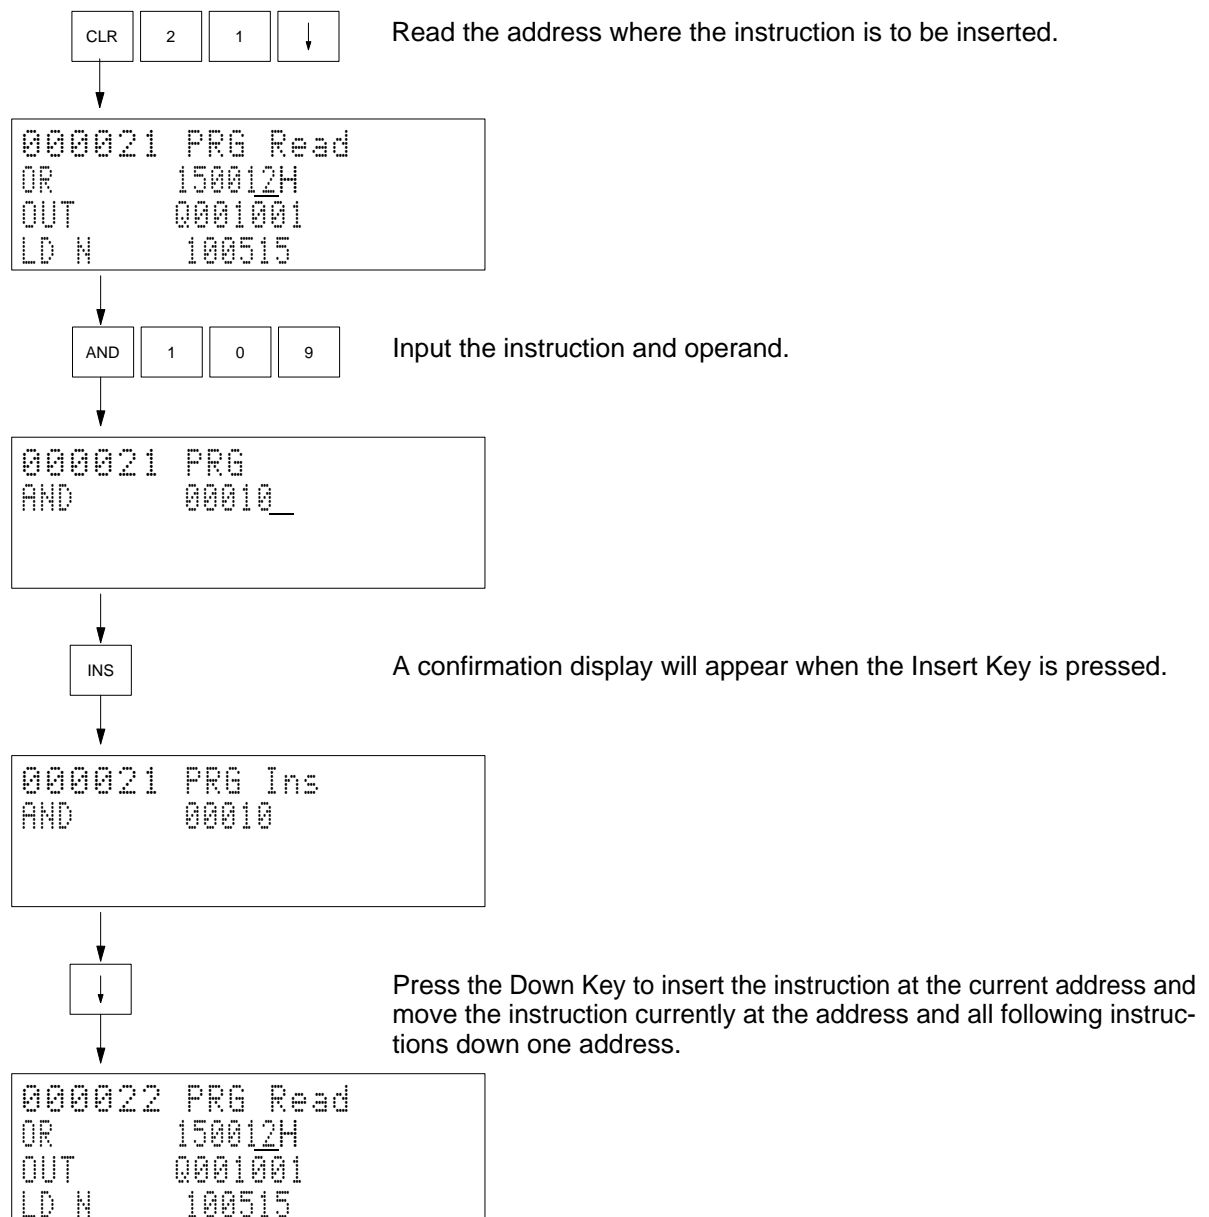 CLR 2 1 ↓ Read the address where the instruction is to be inserted.
000021 PRG Read
OR 150012H
OUT Q001001
LD N 100515
AND 1 0 9 Input the instruction and operand.
000021 PRG
AND 00010_
INS A confirmation display will appear when the Insert Key is pressed.
000021 PRG Ins
AND 00010
↓ Press the Down Key to insert the instruction at the current address and
move the instruction currently at the address and all following instruc-
tions down one address.
000022 PRG Read
OR 150012H
OUT Q001001
LD N 100515